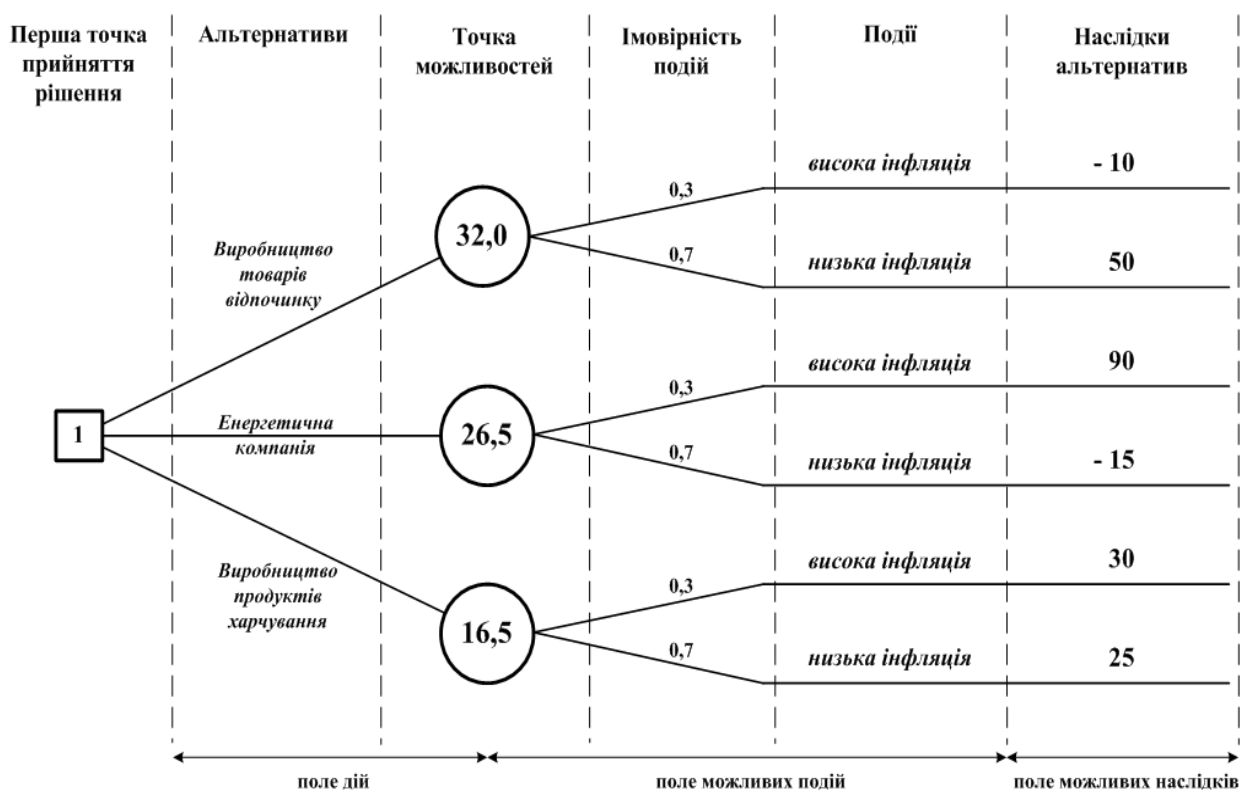 Перша точка
прийняття
рішення
Альтернативи
Точка
можливостей
Імовірність
подій
Події
Наслідки
альтернатив
1
Виробництво
товарів
відпочинку
32,0
0,3
висока інфляція
- 10
0,7
низька інфляція
50
Енергетична
компанія
26,5
0,3
висока інфляція
90
0,7
низька інфляція
- 15
Виробництво
продуктів
харчування
16,5
0,3
висока інфляція
30
0,7
низька інфляція
25
поле дій
поле можливих подій
поле можливих наслідків